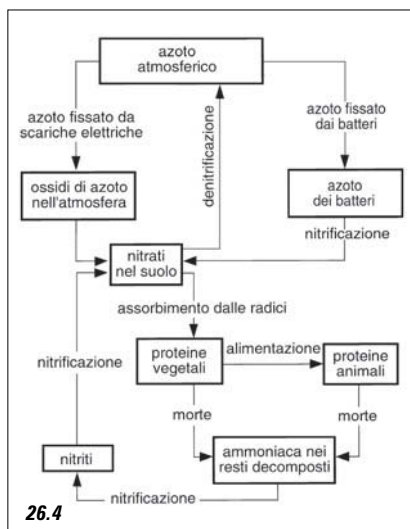 azoto
atmosferico
azoto fissato da
scariche elettriche
azoto fissato
dai batteri
denitrificazione
ossidi di azoto
nell'atmosfera
azoto
dei batteri
nitrificazione
nitrati
nel suolo
assorbimento dalle radici
nitrificazione
proteine
vegetali
alimentazione
proteine
animali
morte
morte
nitriti
ammoniaca nei
resti decomposti
nitrificazione
26.4